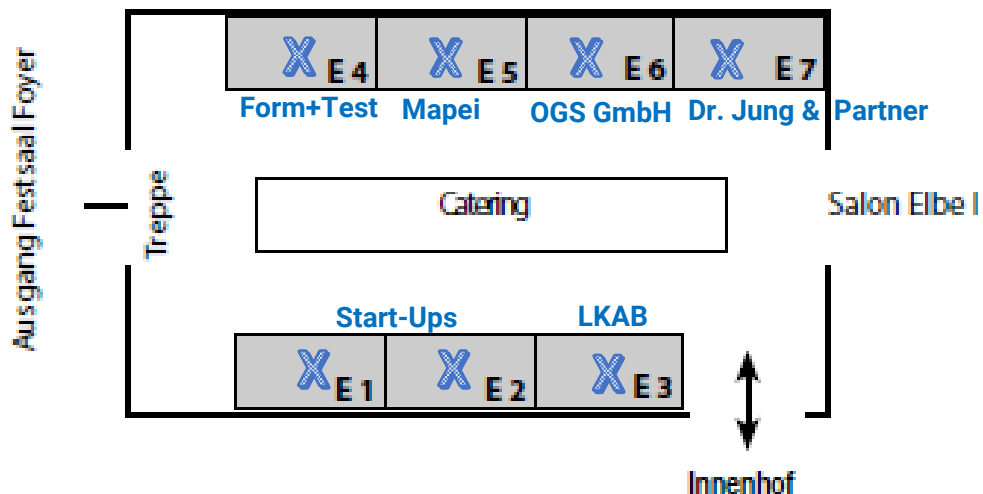 E 4
E 5
E 6
E 7
Form+Test
Mapei
OGS GmbH
Dr. Jung & Partner
Ausgang Festsaal Foyer
Treppe
Catering
Salon Elbe I
Start-Ups
LKAB
E 1
E 2
E 3
Innenhof